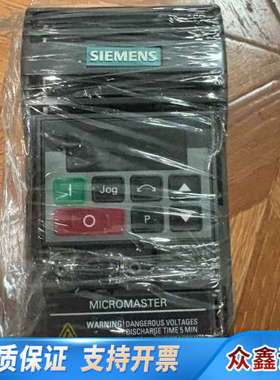 SIEMENS
I
Jog
O
P
MICROMASTER
WARNING: DANGEROUS VOLTAGES
DISCHARGE TIME 5 MIN
质保证 支持开票 众鑫